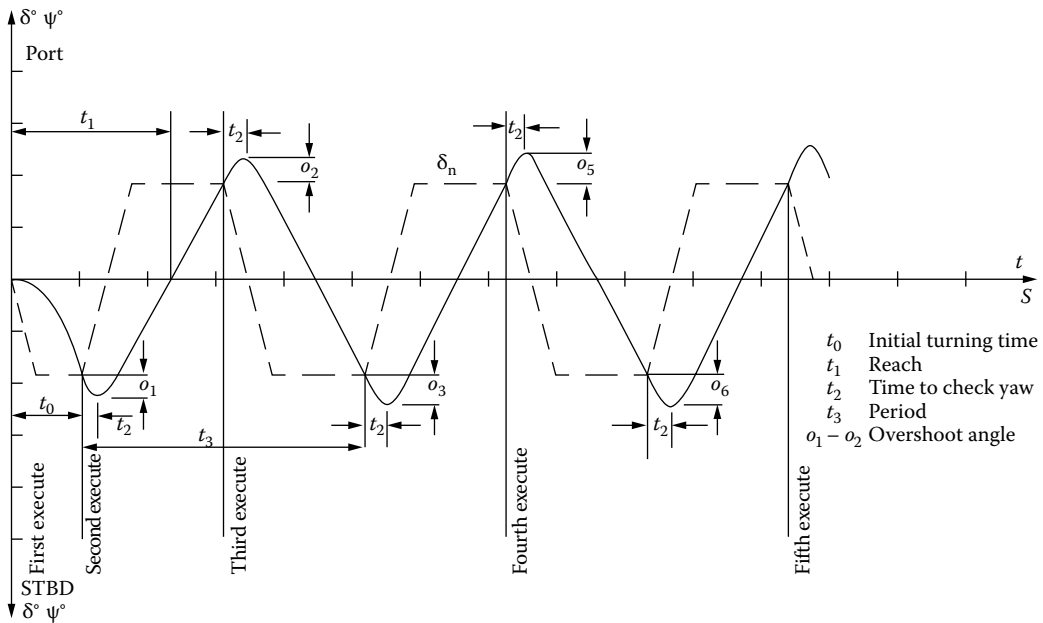 δ° ψ°
Port
t₁
t₂
o₂
δₙ
t₂
o₅
t
S
o₁
t₀
t₂
t₃
o₃
t₂
o₆
t₂
t₀ Initial turning time
t₁ Reach
t₂ Time to check yaw
t₃ Period
o₁ – o₂ Overshoot angle
First execute
Second execute
Third execute
Fourth execute
Fifth execute
STBD
δ° ψ°